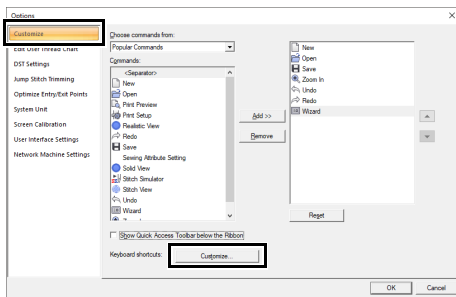 Options
Customize
Edit User Thread Chart
DST Settings
Jump Stitch Trimming
Optimize Entry/Exit Points
System Unit
Screen Calibration
User Interface Settings
Network Machine Settings
Choose commands from:
Popular Commands
Commands:
<Separator>
New
Open
Print Preview
Print Setup
Realistic View
Redo
Save
Sewing Attribute Setting
Solid View
Stitch Simulator
Stitch View
Undo
Wizard
Add >>
Remove
New
Open
Save
Zoom In
Undo
Redo
Wizard
Reset
Show Quick Access Toolbar below the Ribbon
Keyboard shortcuts:
Customize...
OK
Cancel